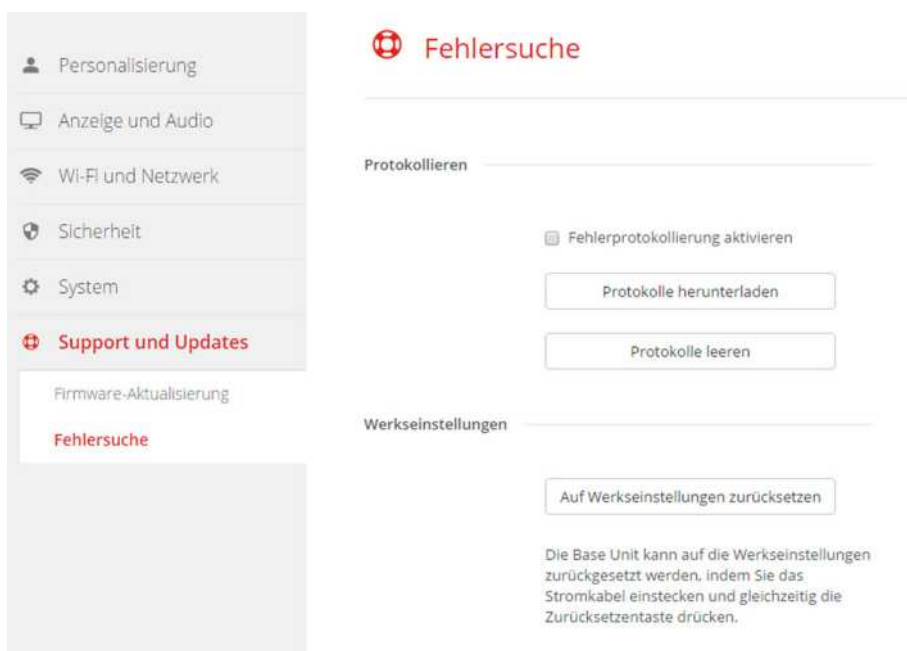 Personalisierung
Anzeige und Audio
Wi-Fi und Netzwerk
Sicherheit
System
Support und Updates
Firmware-Aktualisierung
Fehlersuche
Fehlersuche
Protokollieren
Fehlerprotokollierung aktivieren
Protokolle herunterladen
Protokolle leeren
Werkseinstellungen
Auf Werkseinstellungen zurücksetzen
Die Base Unit kann auf die Werkseinstellungen
zurückgesetzt werden, indem Sie das
Stromkabel einstecken und gleichzeitig die
Zurücksetzentaste drücken.